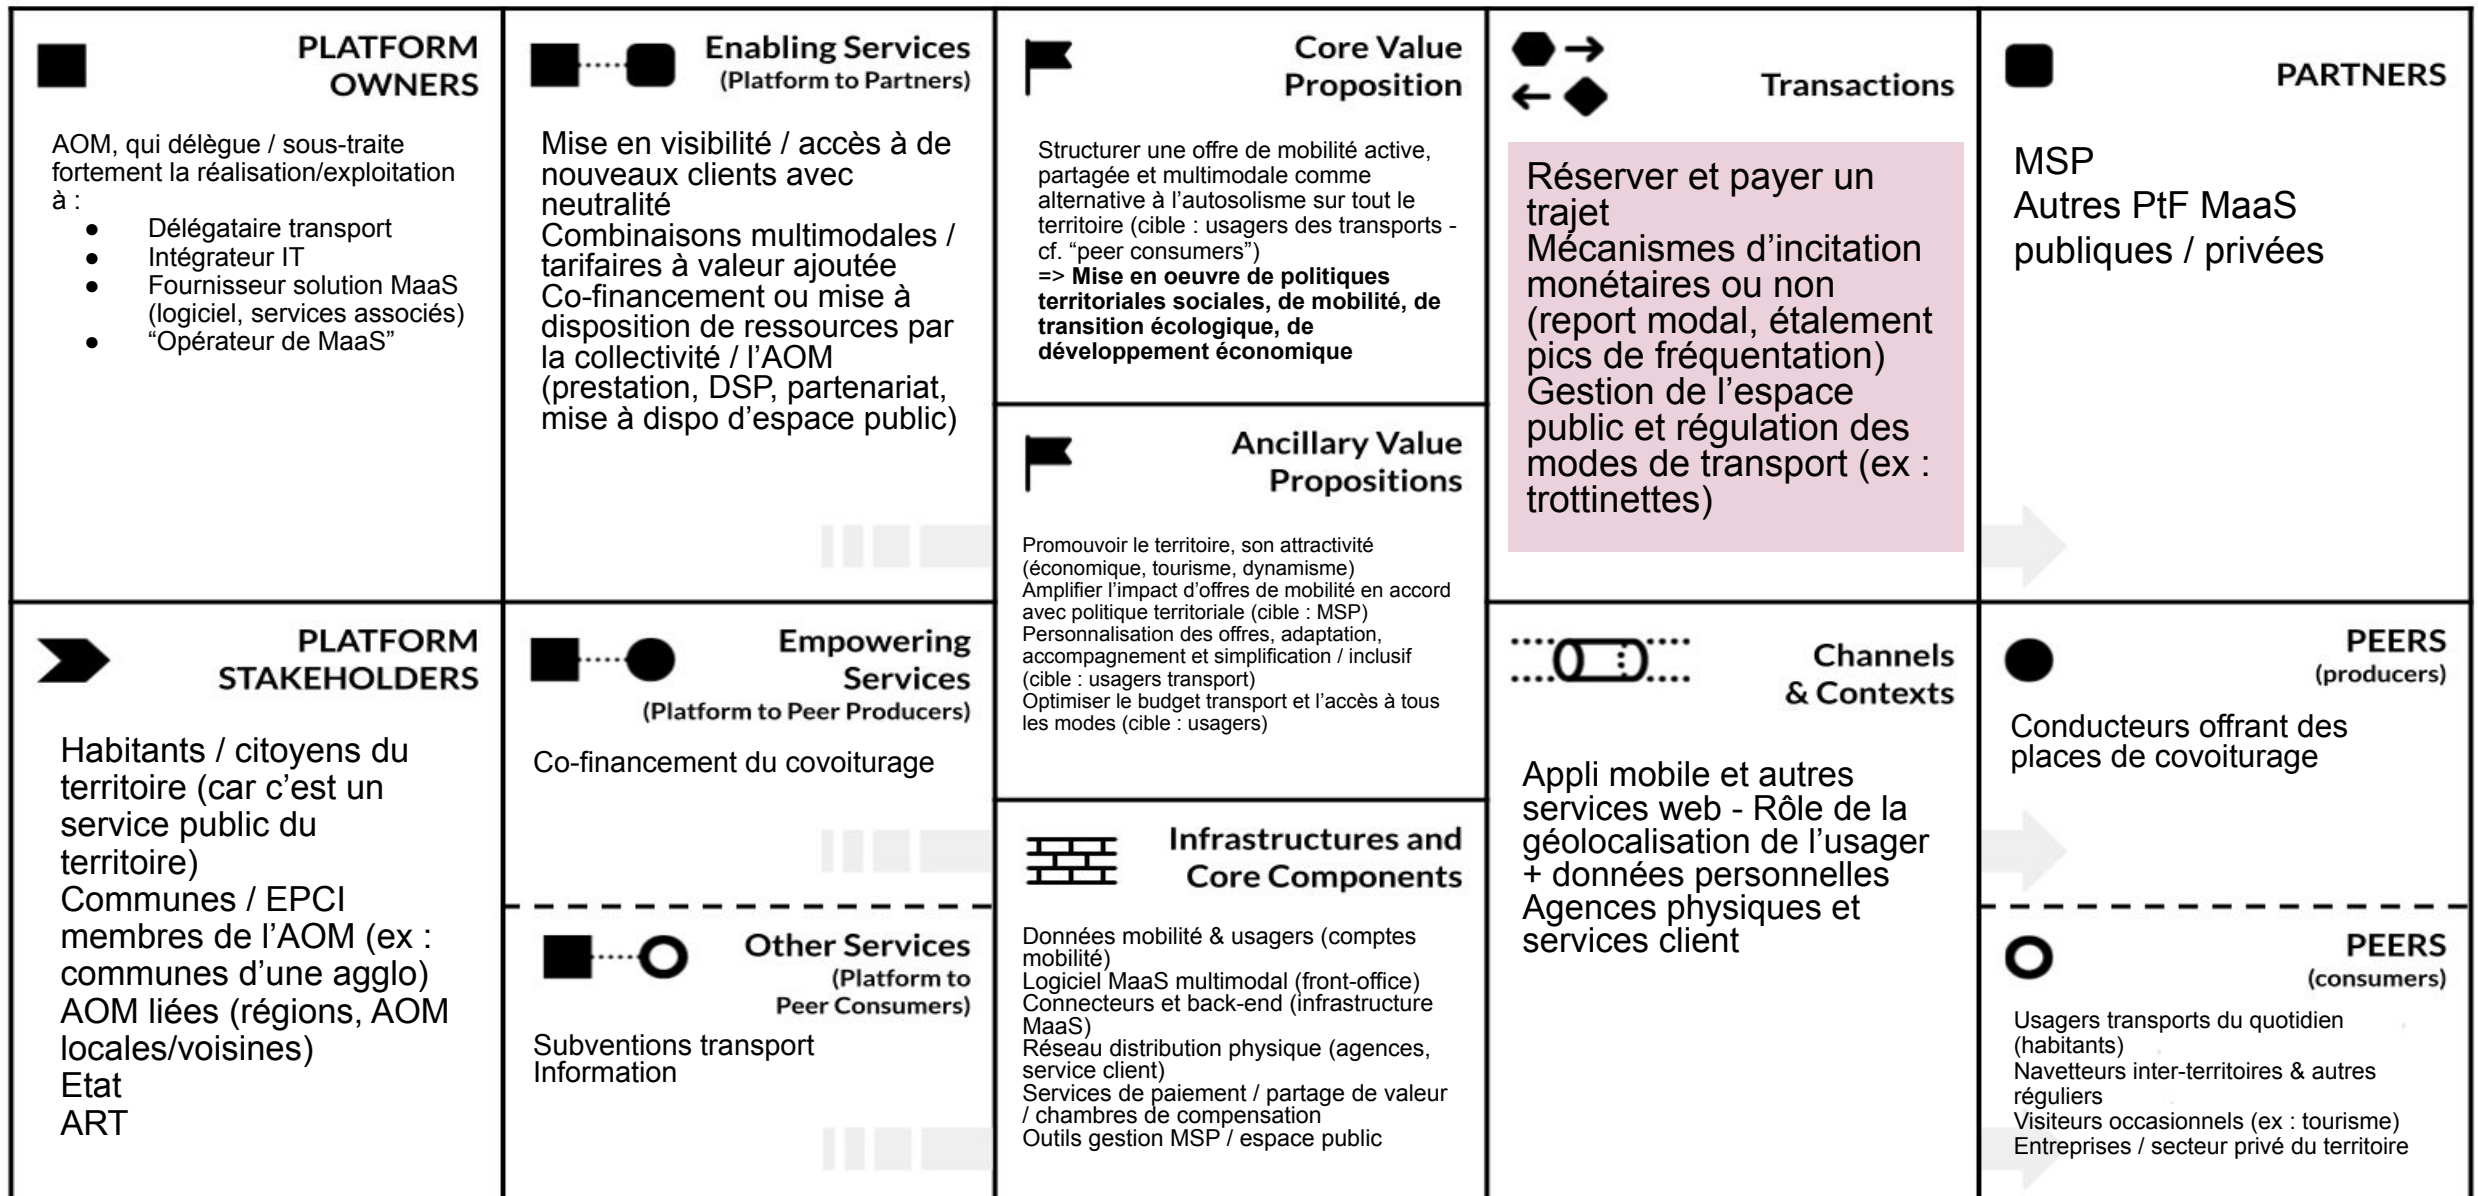 PLATFORM
OWNERS
AOM, qui délègue / sous-traite
fortement la réalisation/exploitation
à :
● Délégataire transport
● Intégrateur IT
● Fournisseur solution MaaS
(logiciel, services associés)
● “Opérateur de MaaS”
Enabling Services
(Platform to Partners)
Mise en visibilité / accès à de
nouveaux clients avec
neutralité
Combinaisons multimodales /
tarifaires à valeur ajoutée
Co-financement ou mise à
disposition de ressources par
la collectivité / l’AOM
(prestation, DSP, partenariat,
mise à dispo d’espace public)
Core Value
Proposition
Structurer une offre de mobilité active,
partagée et multimodale comme
alternative à l’autosolisme sur tout le
territoire (cible : usagers des transports -
cf. “peer consumers”)
=> Mise en oeuvre de politiques
territoriales sociales, de mobilité, de
transition écologique, de
développement économique
Ancillary Value
Propositions
Promouvoir le territoire, son attractivité
(économique, tourisme, dynamisme)
Amplifier l’impact d’offres de mobilité en accord
avec politique territoriale (cible : MSP)
Personnalisation des offres, adaptation,
accompagnement et simplification / inclusif
(cible : usagers transport)
Optimiser le budget transport et l’accès à tous
les modes (cible : usagers)
Transactions
Réserver et payer un
trajet
Mécanismes d’incitation
monétaires ou non
(report modal, étalement
pics de fréquentation)
Gestion de l’espace
public et régulation des
modes de transport (ex :
trottinettes)
PARTNERS
MSP
Autres PtF MaaS
publiques / privées
PLATFORM
STAKEHOLDERS
Habitants / citoyens du
territoire (car c’est un
service public du
territoire)
Communes / EPCI
membres de l’AOM (ex :
communes d’une agglo)
AOM liées (régions, AOM
locales/voisines)
Etat
ART
Empowering
Services
(Platform to Peer Producers)
Co-financement du covoiturage
Other Services
(Platform to
Peer Consumers)
Subventions transport
Information
Infrastructures and
Core Components
Données mobilité & usagers (comptes
mobilité)
Logiciel MaaS multimodal (front-office)
Connecteurs et back-end (infrastructure
MaaS)
Réseau distribution physique (agences,
service client)
Services de paiement / partage de valeur
/ chambres de compensation
Outils gestion MSP / espace public
Channels
& Contexts
Appli mobile et autres
services web - Rôle de la
géolocalisation de l’usager
+ données personnelles
Agences physiques et
services client
PEERS
(producers)
Conducteurs offrant des
places de covoiturage
PEERS
(consumers)
Usagers transports du quotidien
(habitants)
Navetteurs inter-territoires & autres
réguliers
Visiteurs occasionnels (ex : tourisme)
Entreprises / secteur privé du territoire